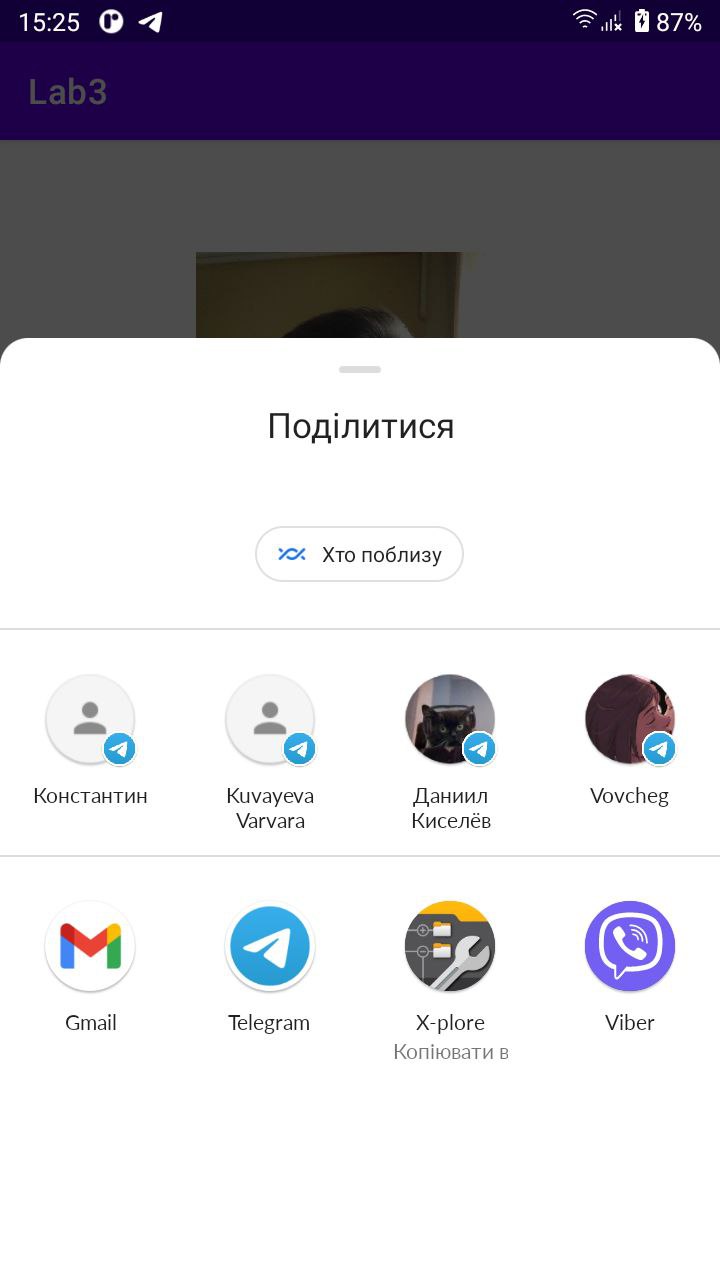 15:25 87%
Lab3
Поділитися
Хто поблизу
Константин Kuvayeva Varvara Даниил Киселёв Vovcheg
Gmail Telegram X-plore Viber
Копіювати в